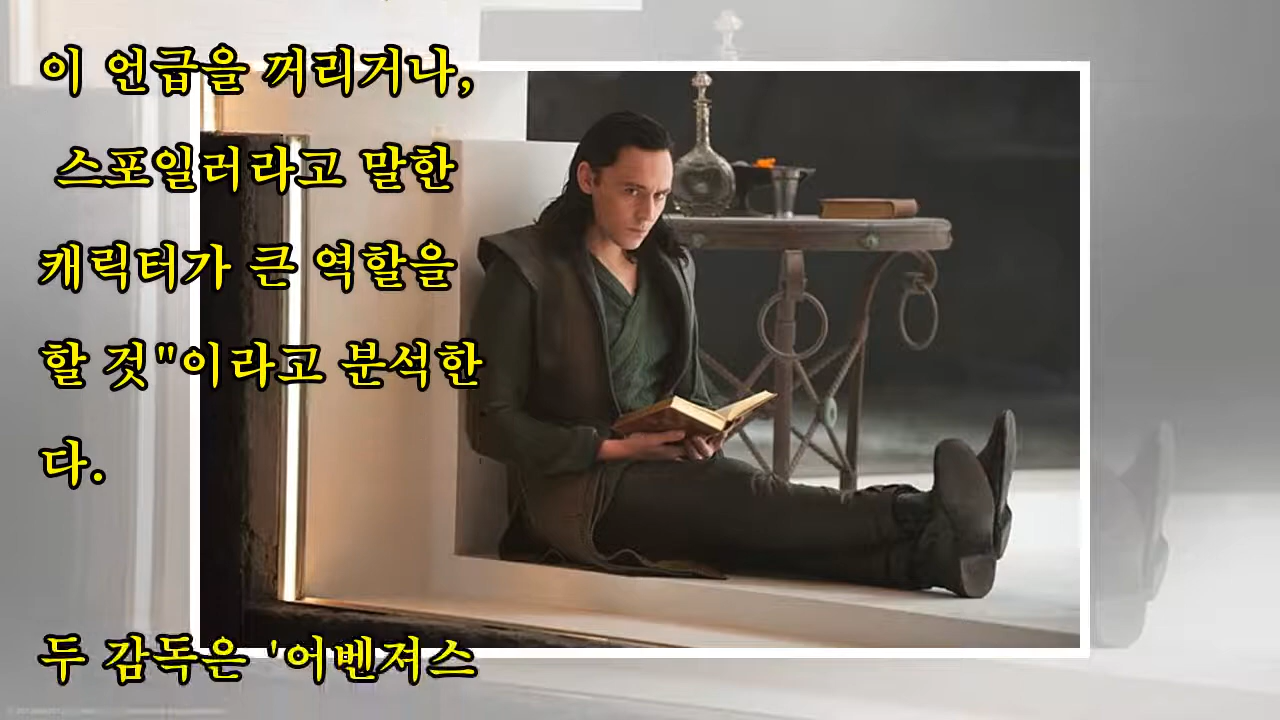 이 언급을 꺼리거나,
스포일러라고 말한
캐릭터가 큰 역할을
할 것"이라고 분석한
다.
두 감독은 '어벤져스